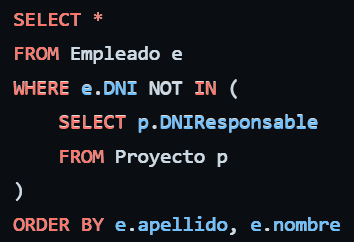 SELECT *
FROM Empleado e
WHERE e.DNI NOT IN (
    SELECT p.DNIResponsable
    FROM Proyecto p
)
ORDER BY e.apellido, e.nombre